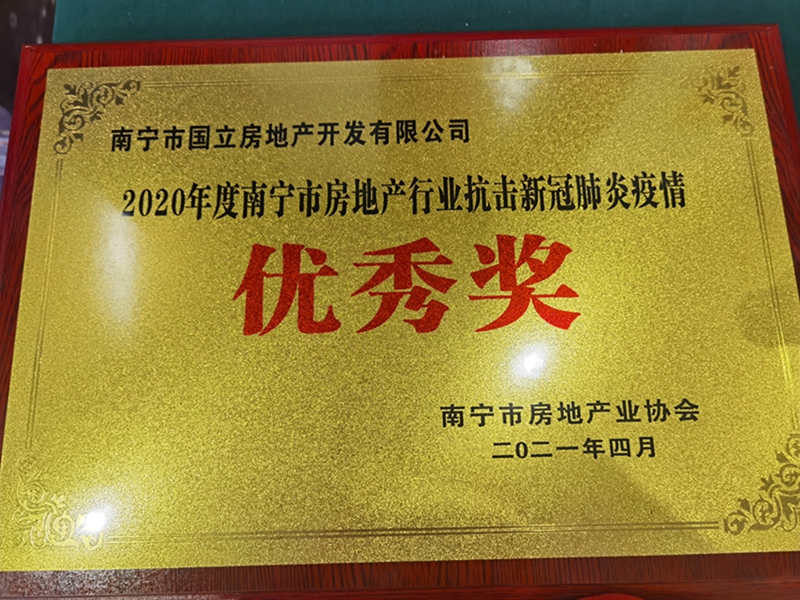 南宁市国立房地产开发有限公司
2020年度南宁市房地产行业抗击新冠肺炎疫情
优秀奖
南宁市房地产业协会
二〇二一年四月